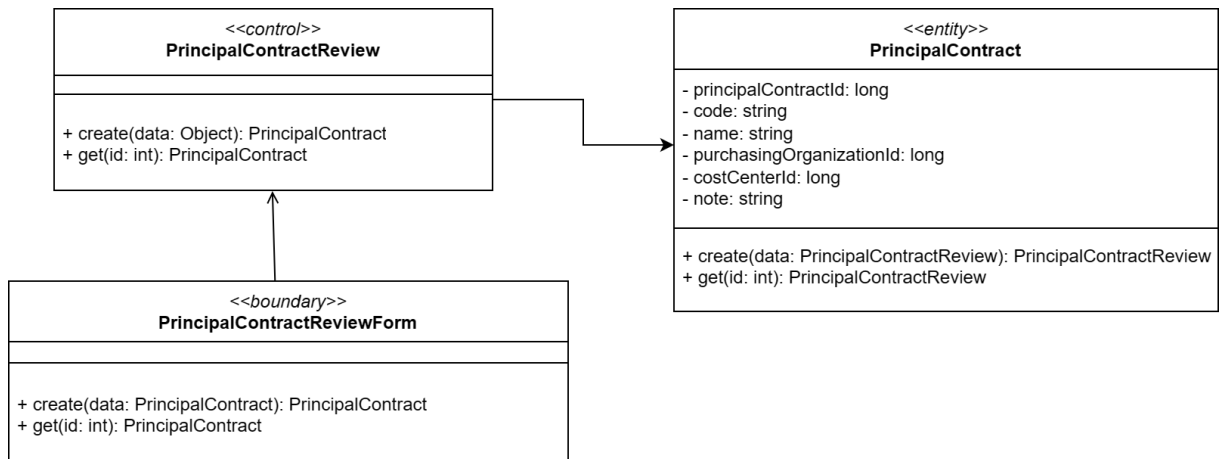 <<control>>
PrincipalContractReview
+ create(data: Object): PrincipalContract
+ get(id: int): PrincipalContract
<<entity>>
PrincipalContract
- principalContractId: long
- code: string
- name: string
- purchasingOrganizationId: long
- costCenterId: long
- note: string
+ create(data: PrincipalContractReview): PrincipalContractReview
+ get(id: int): PrincipalContractReview
<<boundary>>
PrincipalContractReviewForm
+ create(data: PrincipalContract): PrincipalContract
+ get(id: int): PrincipalContract